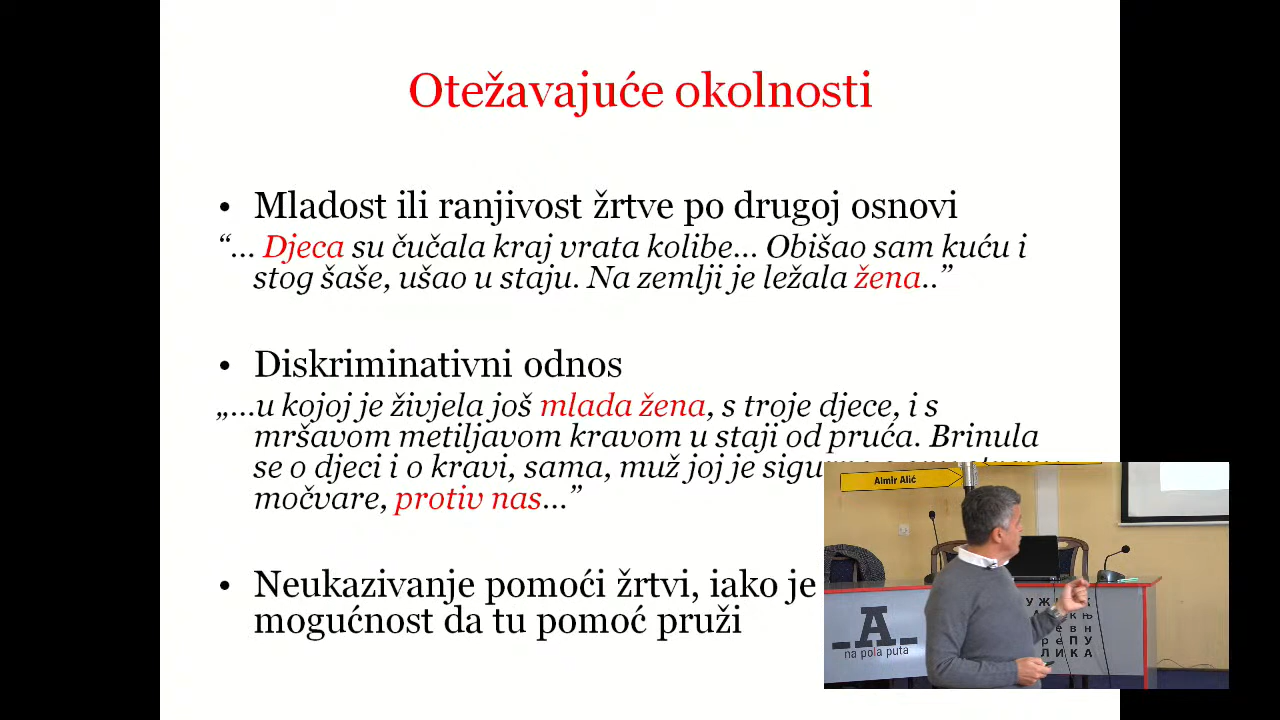 Otežavajuće okolnosti
• Mladost ili ranjivost žrtve po drugoj osnovi
“… Djeca su čučala kraj vrata kolibe… Obišao sam kuću i
stog šaše, ušao u staju. Na zemlji je ležala žena..”
• Diskriminativni odnos
„…u kojoj je živjela još mlada žena, s troje djece, i s
mršavom metiljavom kravom u staji od pruća. Brinula
se o djeci i o kravi, sama, muž joj je
močvare, protiv nas…”
• Neukazivanje pomoći žrtvi, iako je
mogućnost da tu pomoć pruži
Almir Alić
A
na pola puta